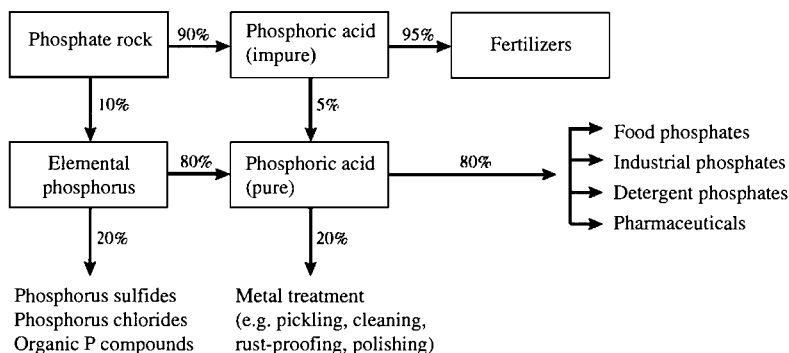 Phosphate rock
90%
Phosphoric acid
(impure)
95%
Fertilizers
10%
5%
Elemental
phosphorus
80%
Phosphoric acid
(pure)
80%
Food phosphates
Industrial phosphates
Detergent phosphates
Pharmaceuticals
20%
20%
Phosphorus sulfides
Phosphorus chlorides
Organic P compounds
Metal treatment
(e.g. pickling, cleaning,
rust-proofing, polishing)